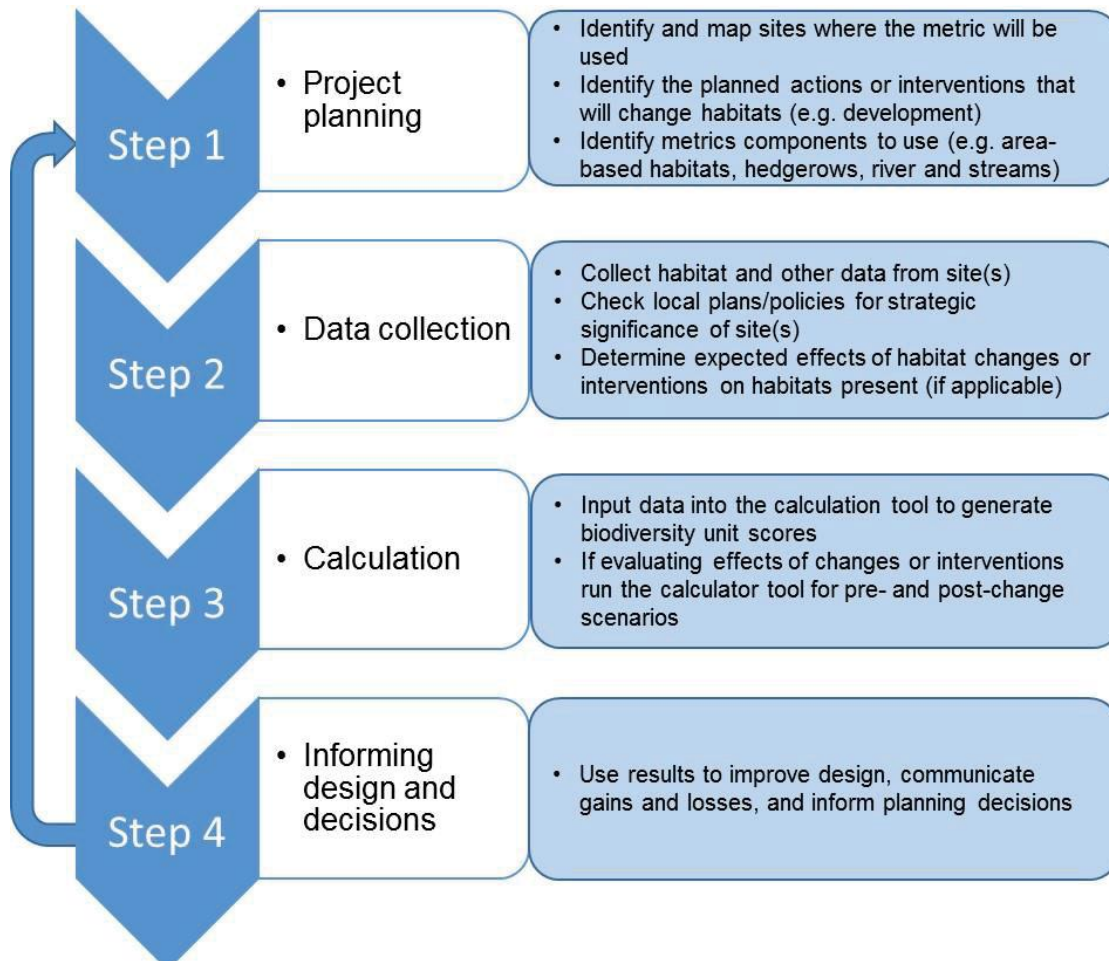 Step 1
• Project
planning
• Identify and map sites where the metric will be
used
• Identify the planned actions or interventions that
will change habitats (e.g. development)
• Identify metrics components to use (e.g. area-
based habitats, hedgerows, river and streams)
Step 2
• Data collection
• Collect habitat and other data from site(s)
• Check local plans/policies for strategic
significance of site(s)
• Determine expected effects of habitat changes or
interventions on habitats present (if applicable)
Step 3
• Calculation
• Input data into the calculation tool to generate
biodiversity unit scores
• If evaluating effects of changes or interventions
run the calculator tool for pre- and post-change
scenarios
Step 4
• Informing
design and
decisions
• Use results to improve design, communicate
gains and losses, and inform planning decisions